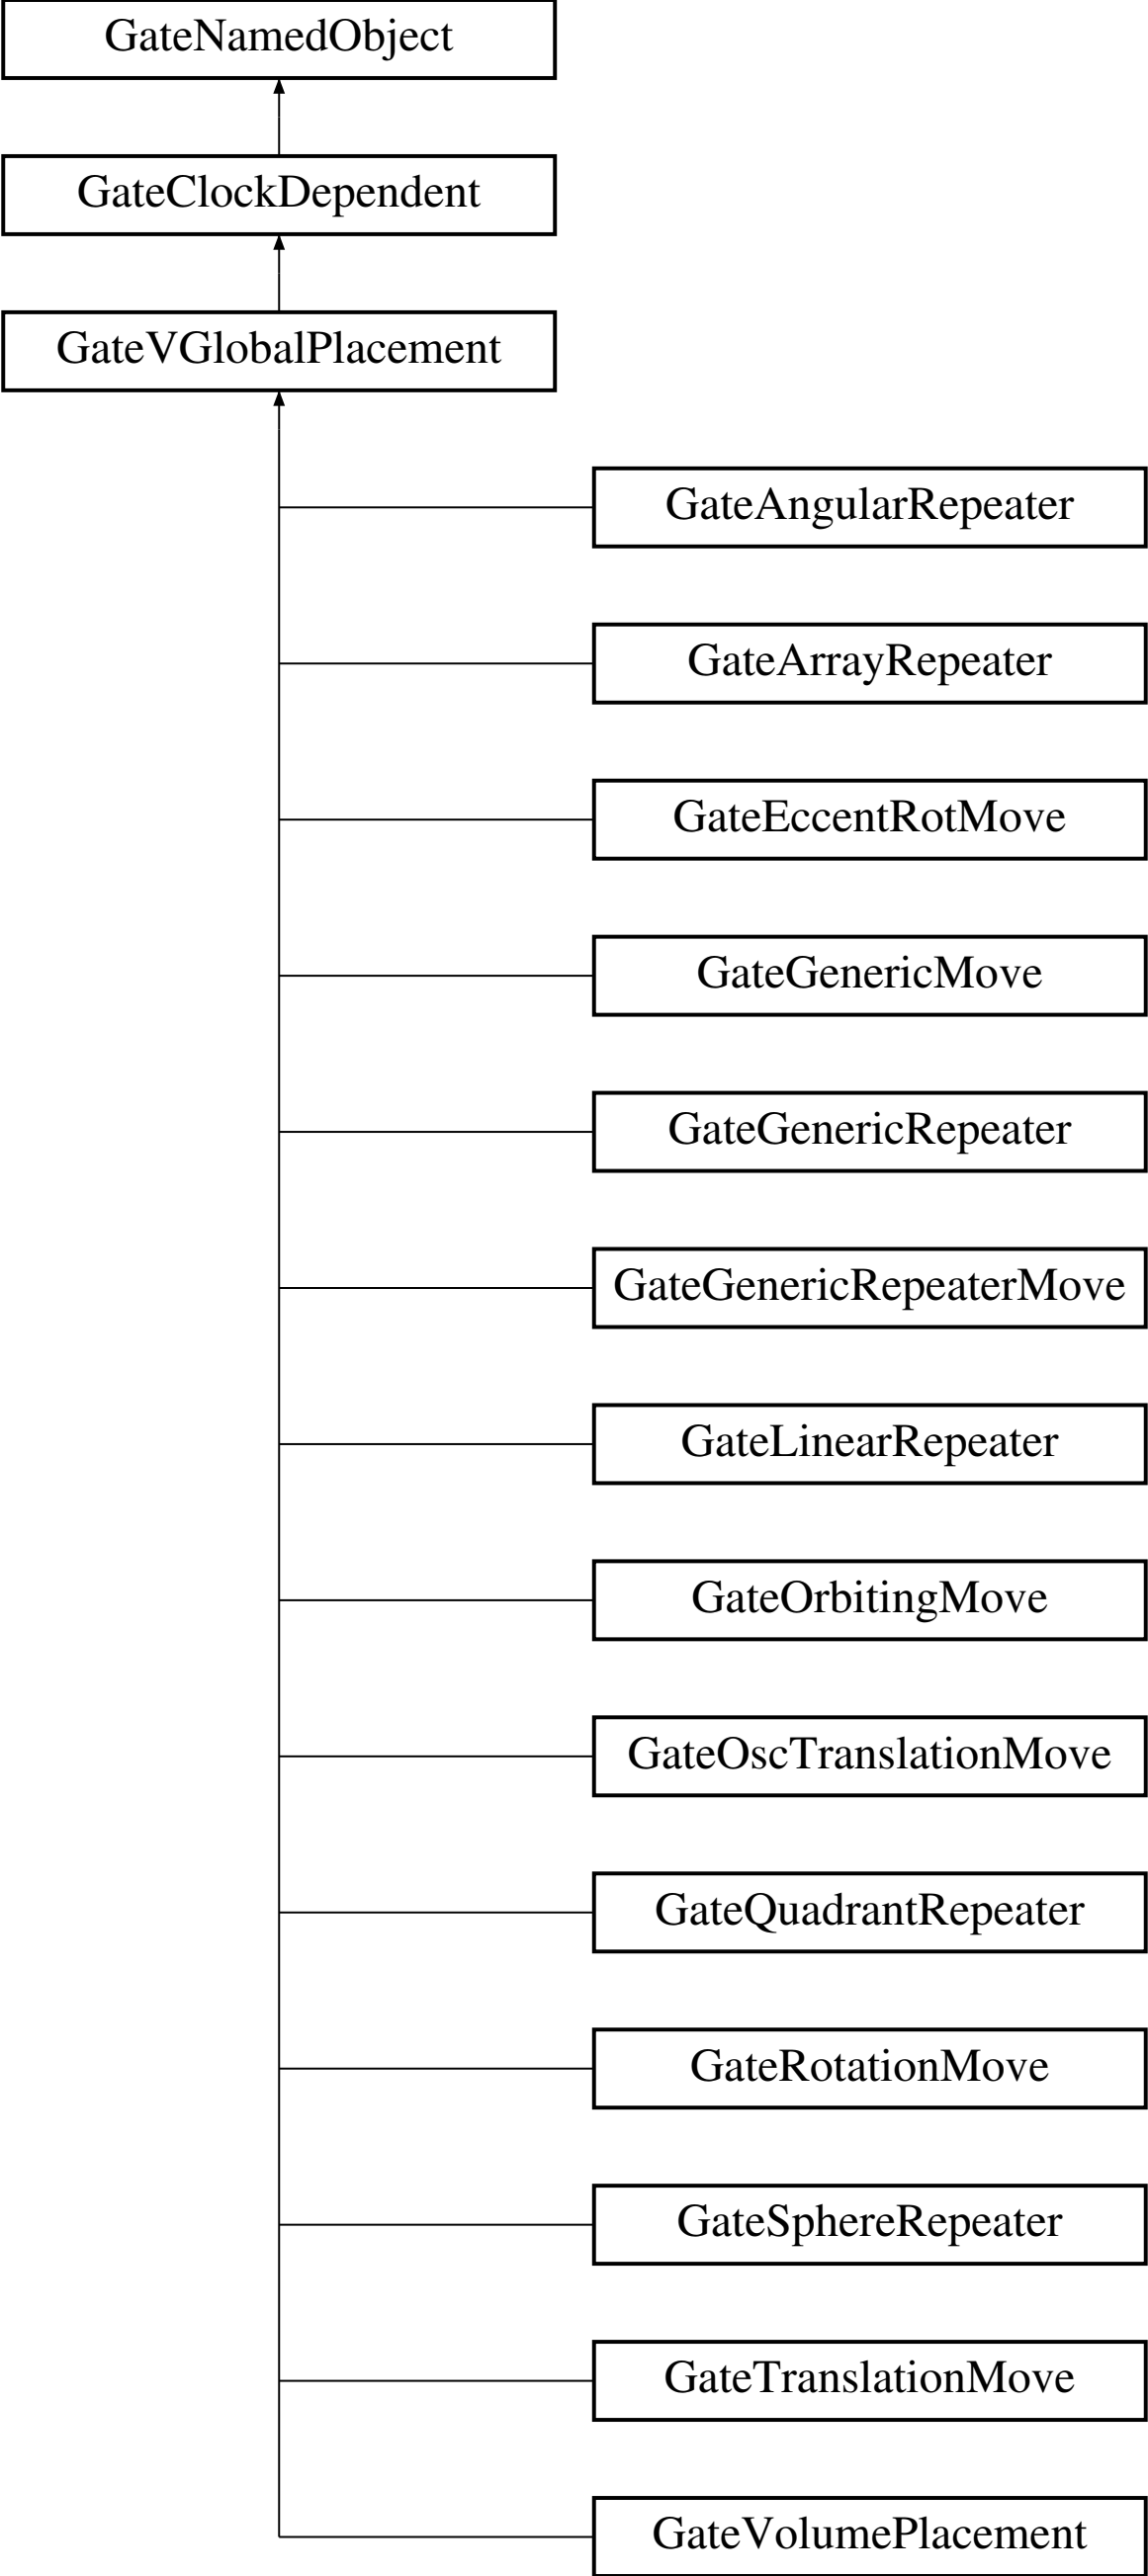 GateNamedObject
GateClockDependent
GateVGlobalPlacement
GateAngularRepeater
GateArrayRepeater
GateEccentRotMove
GateGenericMove
GateGenericRepeater
GateGenericRepeaterMove
GateLinearRepeater
GateOrbitingMove
GateOscTranslationMove
GateQuadrantRepeater
GateRotationMove
GateSphereRepeater
GateTranslationMove
GateVolumePlacement